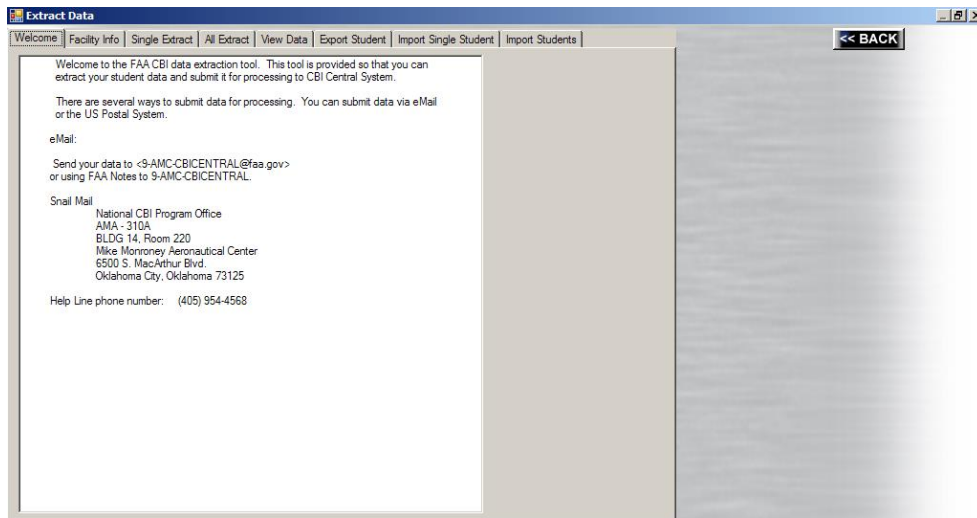 Extract Data
Welcome Facility Info Single Extract All Extract View Data Export Student Import Single Student Import Students
<< BACK
Welcome to the FAA CBI data extraction tool. This tool is provided so that you can
extract your student data and submit it for processing to CBI Central System.
There are several ways to submit data for processing. You can submit data via eMail
or the US Postal System.
eMail:
Send your data to <9-AMC-CBICENTRAL@faa.gov>
or using FAA Notes to 9-AMC-CBICENTRAL.
Snail Mail
National CBI Program Office
AMA - 310A
BLDG 14, Room 220
Mike Monroney Aeronautical Center
6500 S. MacArthur Blvd.
Oklahoma City, Oklahoma 73125
Help Line phone number: (405) 954-4568